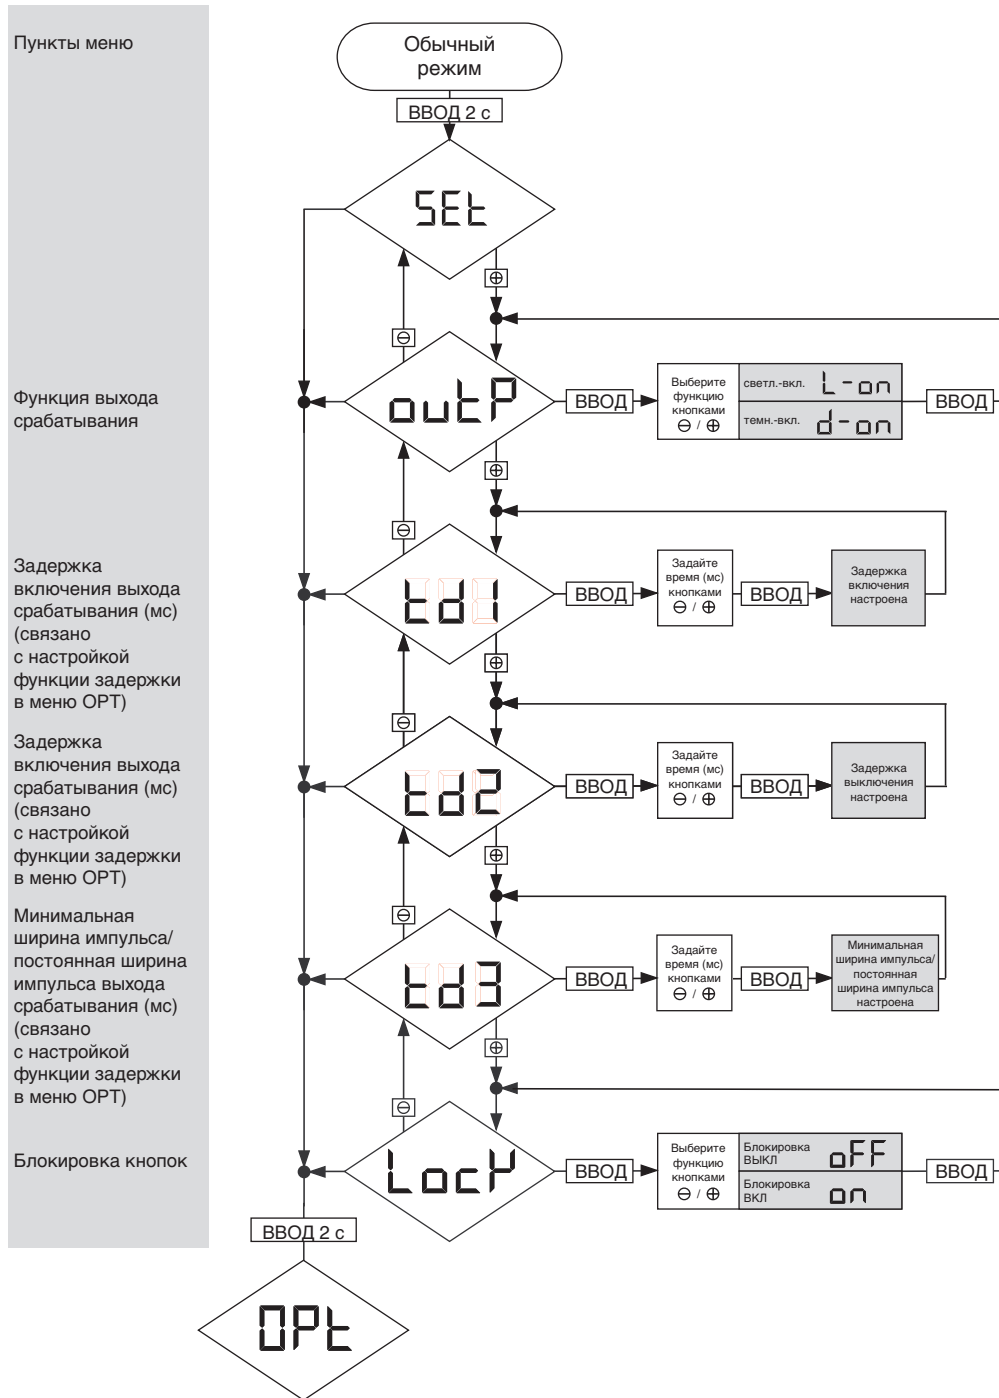 Пункты меню
Обычный
режим
ВВОД 2 с
SEt
⊕
⊖
Функция выхода
срабатывания
outP
ВВОД
Выберите
функцию
кнопками
⊖ / ⊕
светл.-вкл. L-on
темн.-вкл. d-on
ВВОД
⊕
⊖
Задержка
включения выхода
срабатывания (мс)
(связано
с настройкой
функции задержки
в меню OPT)
td1
ВВОД
Задайте
время (мс)
кнопками
⊖ / ⊕
ВВОД
Задержка
включения
настроена
⊕
⊖
Задержка
включения выхода
срабатывания (мс)
(связано
с настройкой
функции задержки
в меню OPT)
td2
ВВОД
Задайте
время (мс)
кнопками
⊖ / ⊕
ВВОД
Задержка
выключения
настроена
⊕
⊖
Минимальная
ширина импульса/
постоянная ширина
импульса выхода
срабатывания (мс)
(связано
с настройкой
функции задержки
в меню OPT)
td3
ВВОД
Задайте
время (мс)
кнопками
⊖ / ⊕
ВВОД
Минимальная
ширина импульса/
постоянная
ширина импульса
настроена
⊕
⊖
Блокировка кнопок
LocK
ВВОД
Выберите
функцию
кнопками
⊖ / ⊕
Блокировка
ВЫКЛ
oFF
Блокировка
ВКЛ
on
ВВОД
ВВОД 2 с
OPt